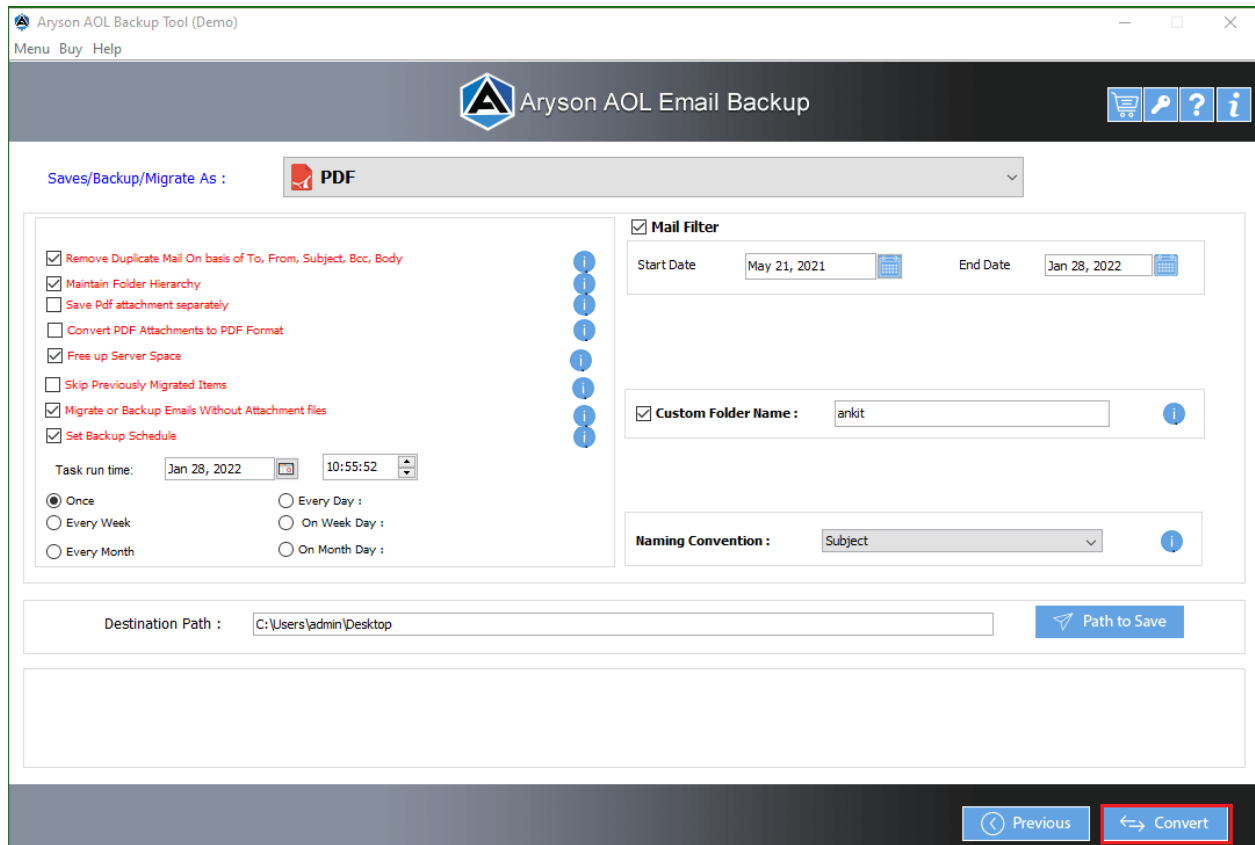 Aryson AOL Backup Tool (Demo)
Menu Buy Help
Aryson AOL Email Backup
Saves/Backup/Migrate As :
PDF
Remove Duplicate Mail On basis of To, From, Subject, Bcc, Body
Maintain Folder Hierarchy
Save Pdf attachment separately
Convert PDF Attachments to PDF Format
Free up Server Space
Skip Previously Migrated Items
Migrate or Backup Emails Without Attachment files
Set Backup Schedule
Task run time: Jan 28, 2022 10:55:52
Once Every Day :
Every Week On Week Day :
Every Month On Month Day :
Mail Filter
Start Date May 21, 2021 End Date Jan 28, 2022
Custom Folder Name : ankit
Naming Convention : Subject
Destination Path : C:\Users\admin\Desktop Path to Save
Previous Convert